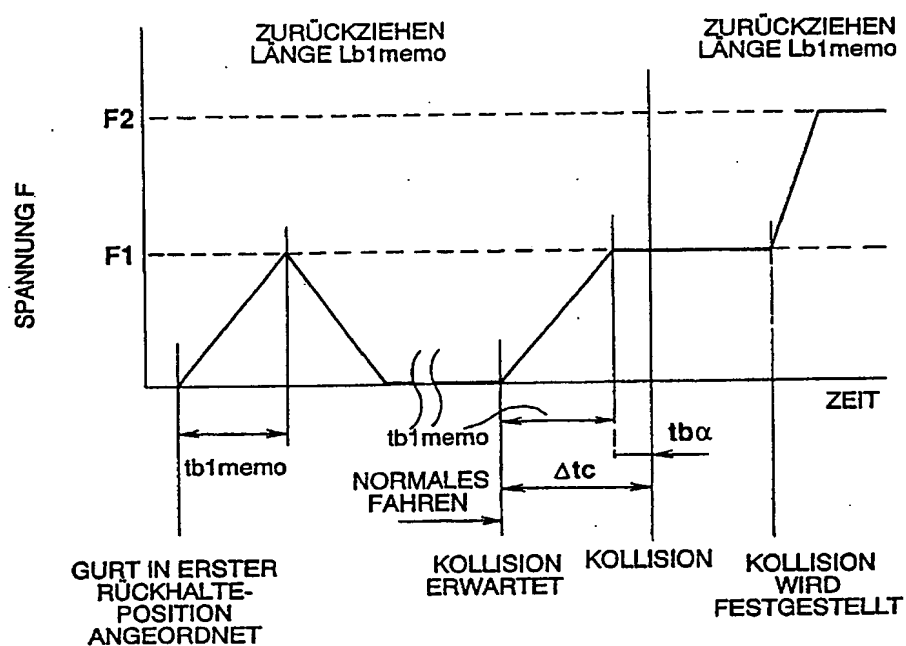 ZURÜCKZIEHEN
LÄNGE Lb1memo
ZURÜCKZIEHEN
LÄNGE Lb1memo
F2
F1
SPANNUNG F
ZEIT
tb1memo
tb1memo
tbα
Δtc
NORMALES
FAHREN
GURT IN ERSTER
RÜCKHALTE-
POSITION
ANGEORDNET
KOLLISION
ERWARTET
KOLLISION
KOLLISION
WIRD
FESTGESTELLT